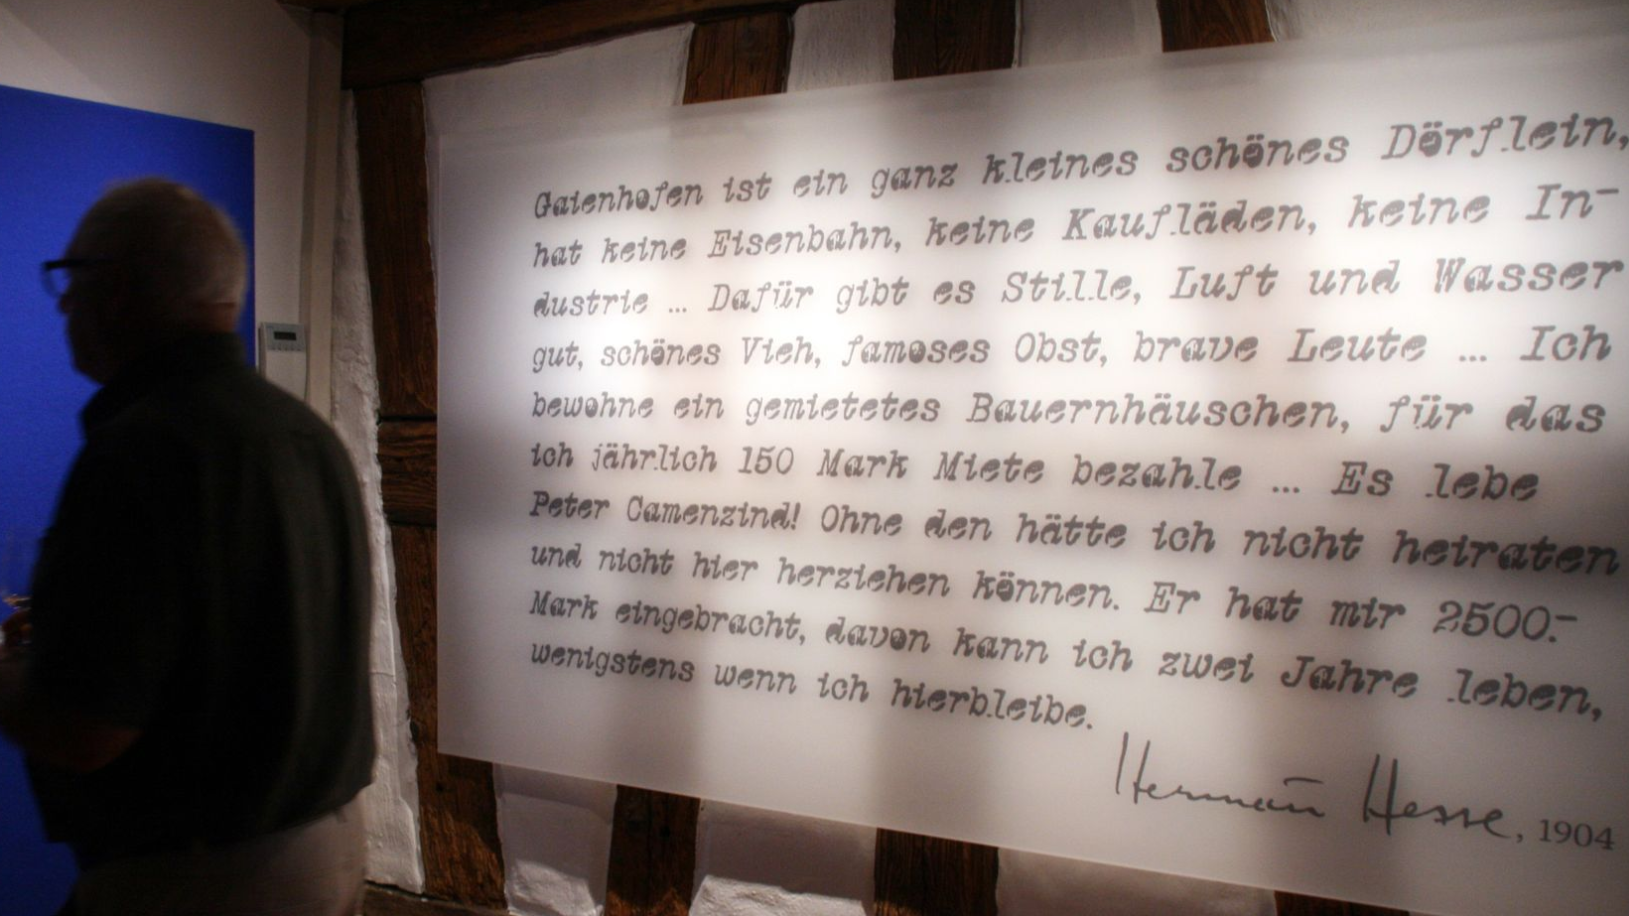 Gaienhofen ist ein ganz kleines schönes Dörflein,
hat keine Eisenbahn, keine Kaufläden, keine In-
dustrie ... Dafür gibt es Stille, Luft und Wasser
gut, schönes Vieh, famoses Obst, brave Leute ... Ich
bewohne ein gemietetes Bauernhäuschen, für das
ich jährlich 150 Mark Miete bezahle ... Es lebe
Peter Camenzind! Ohne den hätte ich nicht heiraten
und nicht hier herziehen können. Er hat mir 2500.-
Mark eingebracht, davon kann ich zwei Jahre leben,
wenigstens wenn ich hierbleibe.
Hermann Hesse, 1904